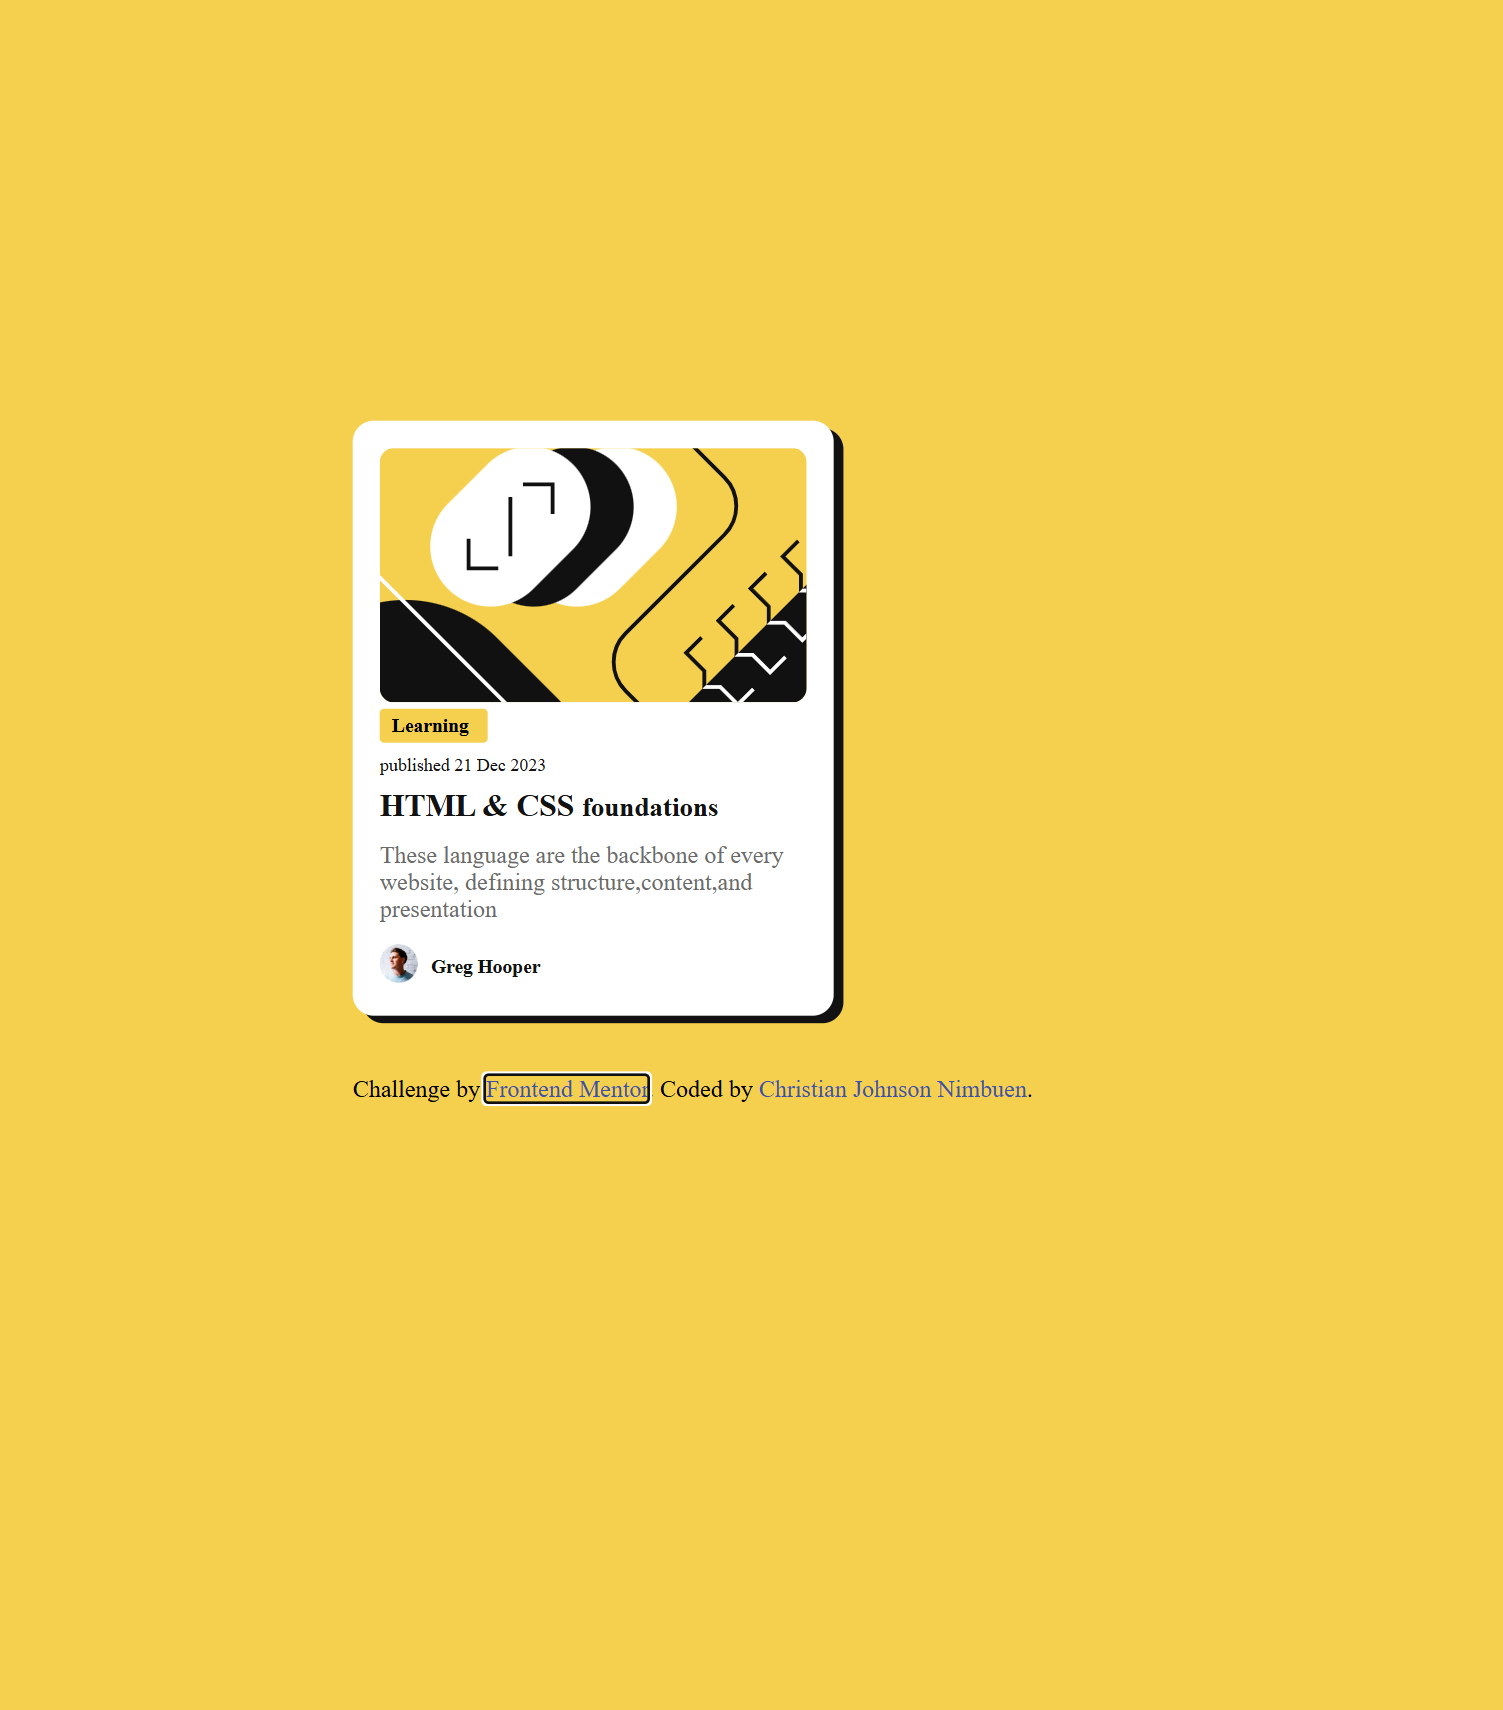 Learning
published 21 Dec 2023
HTML & CSS foundations
These language are the backbone of every
website, defining structure,content,and
presentation
Greg Hooper
Challenge by Frontend Mentor. Coded by Christian Johnson Nimbuen.